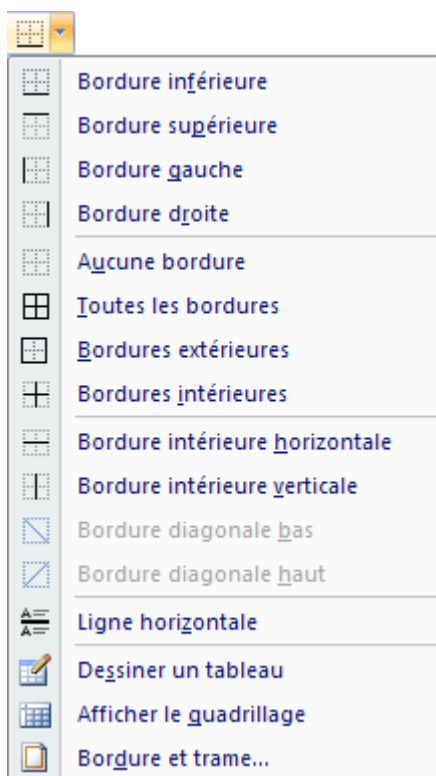 Bordure inférieure
Bordure supérieure
Bordure gauche
Bordure droite
Aucune bordure
Toutes les bordures
Bordures extérieures
Bordures intérieures
Bordure intérieure horizontale
Bordure intérieure verticale
Bordure diagonale bas
Bordure diagonale haut
Ligne horizontale
Dessiner un tableau
Afficher le quadrillage
Bordure et trame...